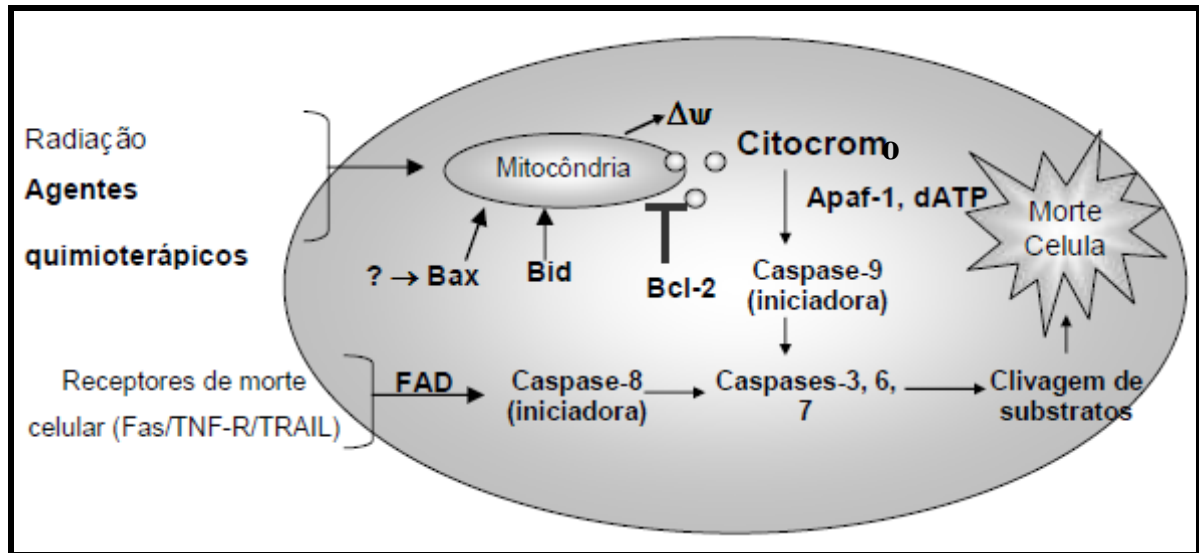 Radiação
Agentes
quimioterápicos
Mitocôndria
Δψ
Citocromo
Apaf-1, dATP
? → Bax
Bid
Bcl-2
Caspase-9
(iniciadora)
Morte
Celula
Receptores de morte
celular (Fas/TNF-R/TRAIL)
FAD
Caspase-8
(iniciadora)
Caspases-3, 6,
7
Clivagem de
substratos